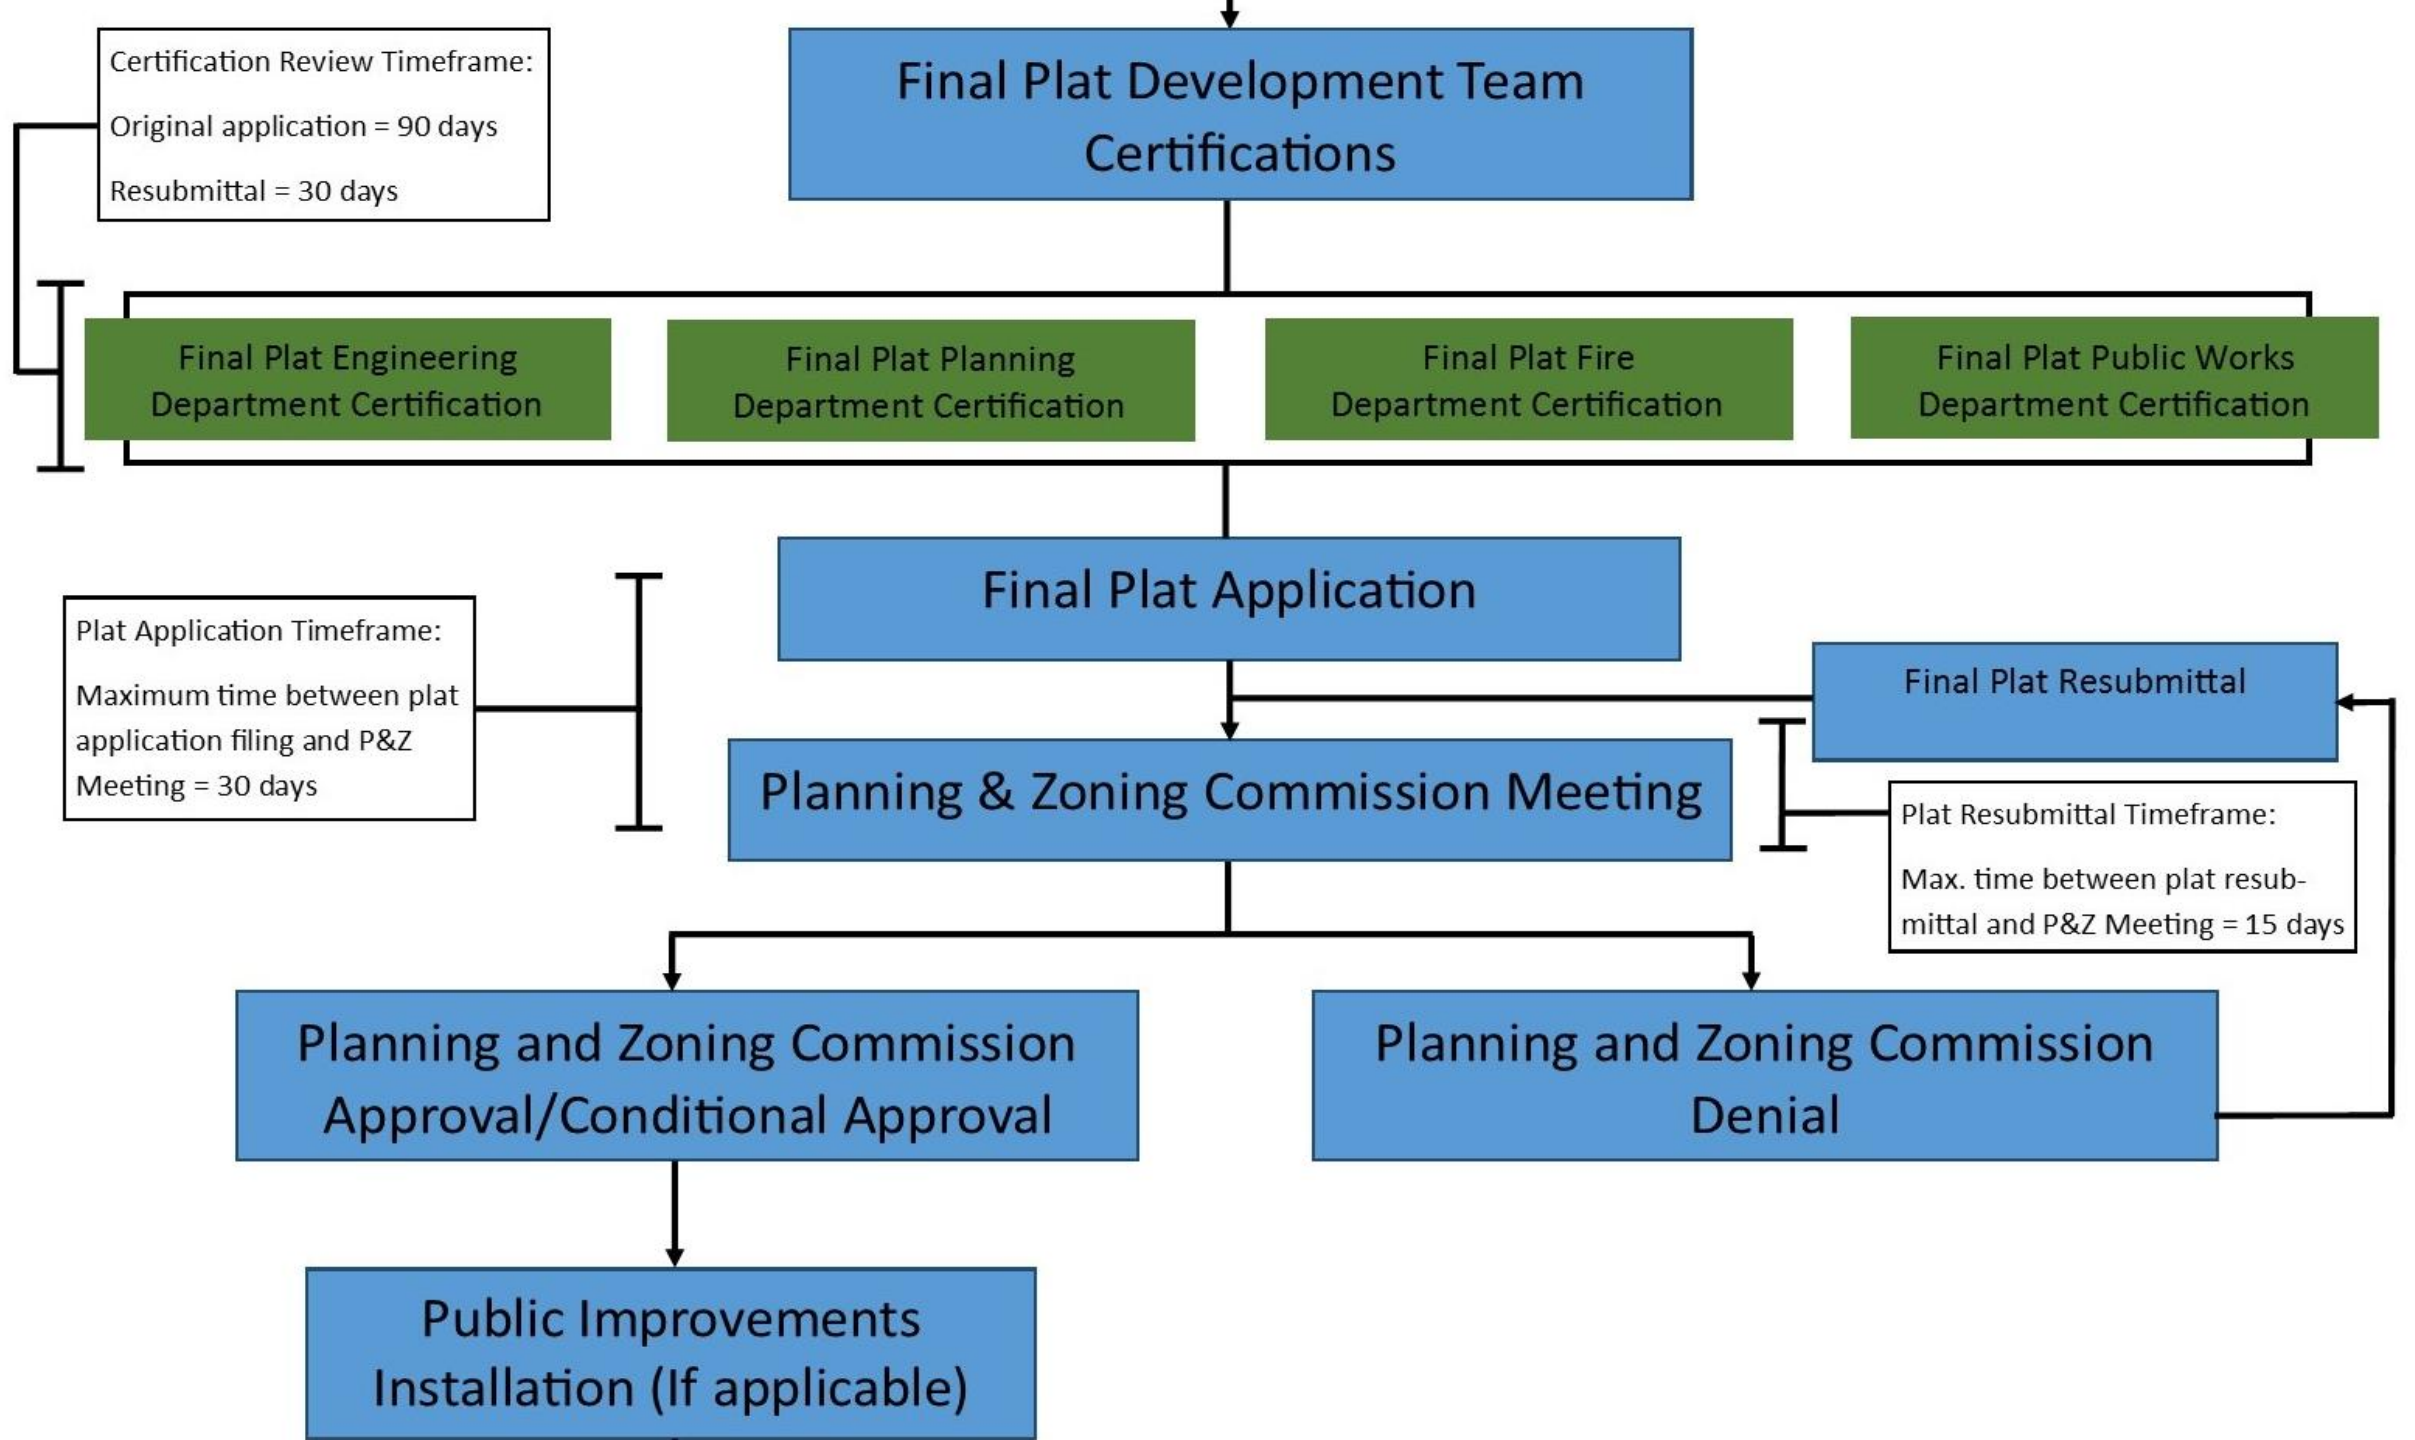 Certification Review Timeframe:
Original application = 90 days
Resubmittal = 30 days
Final Plat Development Team
Certifications
Final Plat Engineering
Department Certification
Final Plat Planning
Department Certification
Final Plat Fire
Department Certification
Final Plat Public Works
Department Certification
Final Plat Application
Plat Application Timeframe:
Maximum time between plat
application filing and P&Z
Meeting = 30 days
Final Plat Resubmittal
Planning & Zoning Commission Meeting
Plat Resubmittal Timeframe:
Max. time between plat resub-
mittal and P&Z Meeting = 15 days
Planning and Zoning Commission
Approval/Conditional Approval
Planning and Zoning Commission
Denial
Public Improvements
Installation (If applicable)